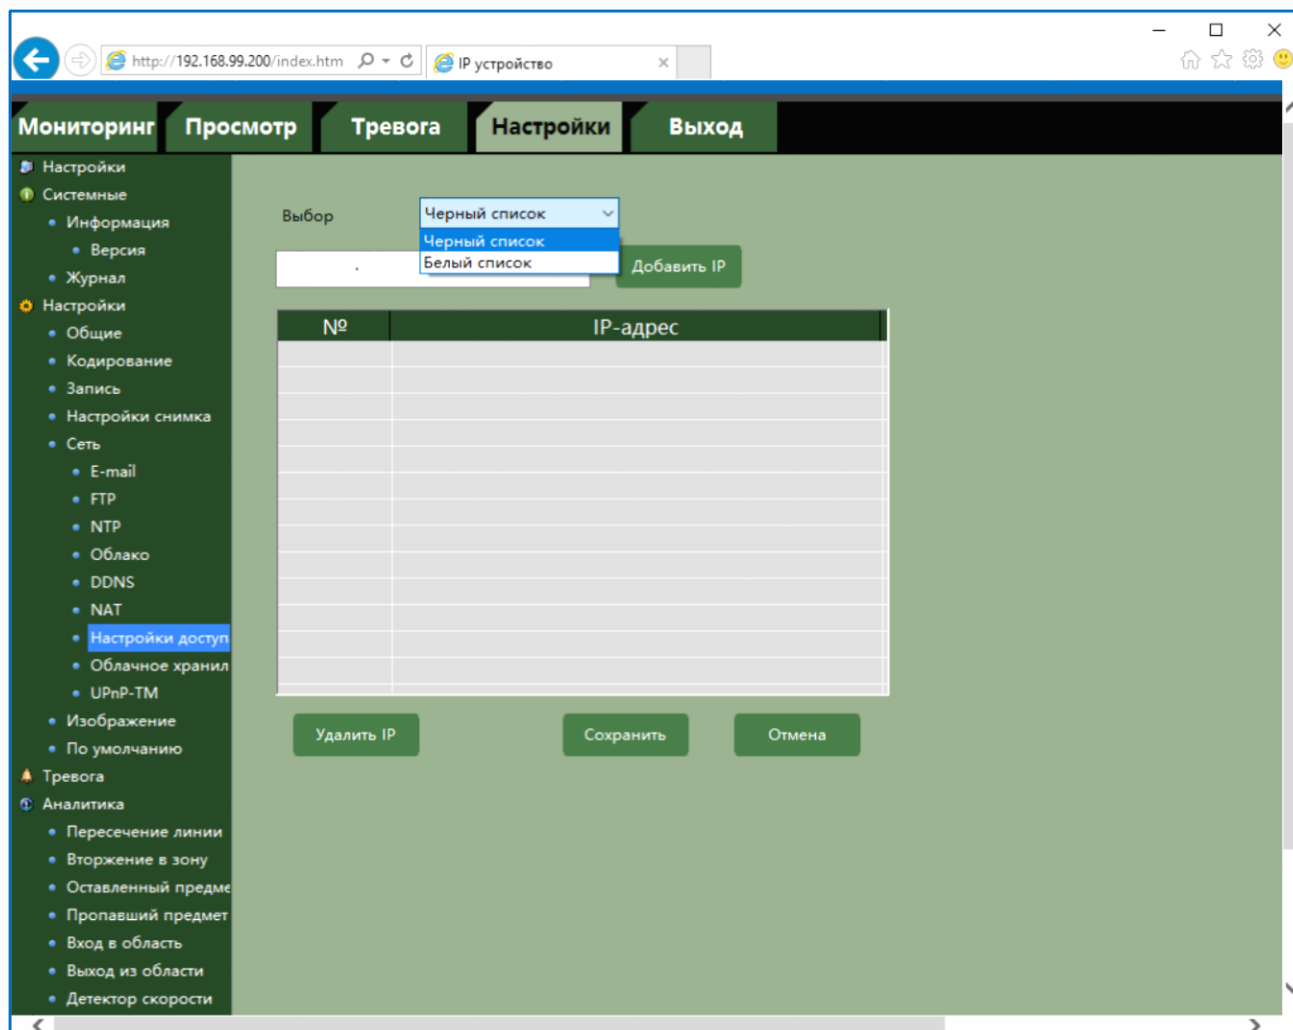 http://192.168.99.200/index.htm
IP устройство
Мониторинг Просмотр Тревога Настройки Выход
Настройки
Системные
Информация
Версия
Журнал
Настройки
Общие
Кодирование
Запись
Настройки снимка
Сеть
E-mail
FTP
NTP
Облако
DDNS
NAT
Настройки доступ
Облачное хранил
UPnP-TM
Изображение
По умолчанию
Тревога
Аналитика
Пересечение линии
Вторжение в зону
Оставленный предме
Пропавший предмет
Вход в область
Выход из области
Детектор скорости
Выбор
Черный список
Черный список
Белый список
.
Добавить IP
№ IP-адрес
Удалить IP Сохранить Отмена